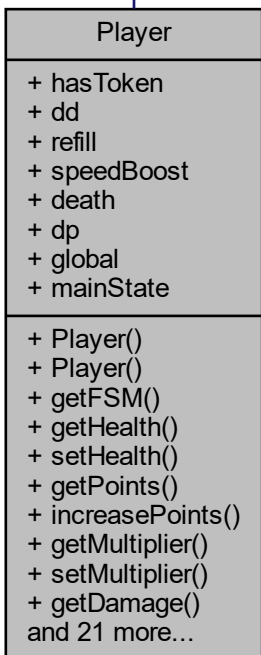 Player
+ hasToken
+ dd
+ refill
+ speedBoost
+ death
+ dp
+ global
+ mainState
+ Player()
+ Player()
+ getFSM()
+ getHealth()
+ setHealth()
+ getPoints()
+ increasePoints()
+ getMultiplier()
+ setMultiplier()
+ getDamage()
and 21 more...